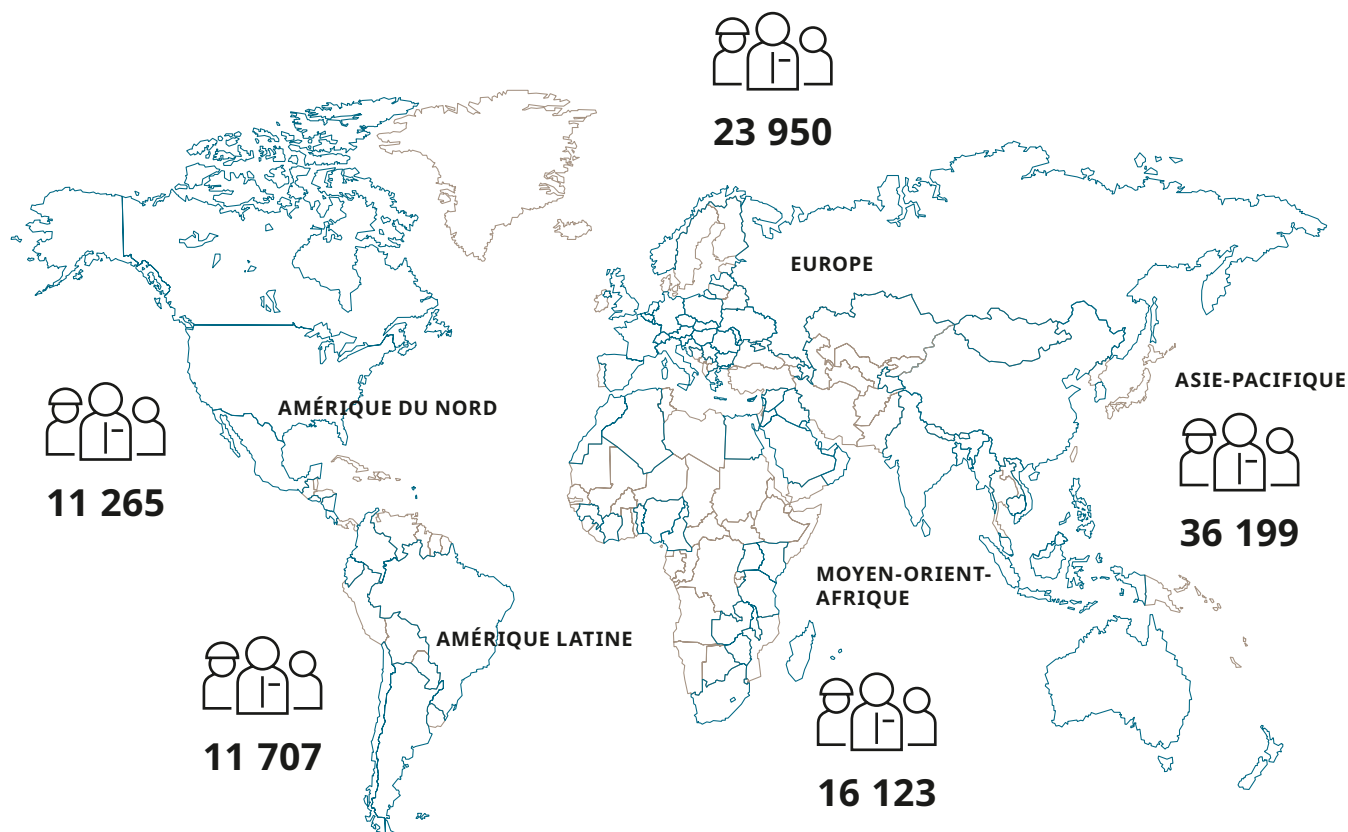 23 950
EUROPE
ASIE-PACIFIQUE
36 199
AMÉRIQUE DU NORD
11 265
MOYEN-ORIENT-
AFRIQUE
16 123
AMÉRIQUE LATINE
11 707